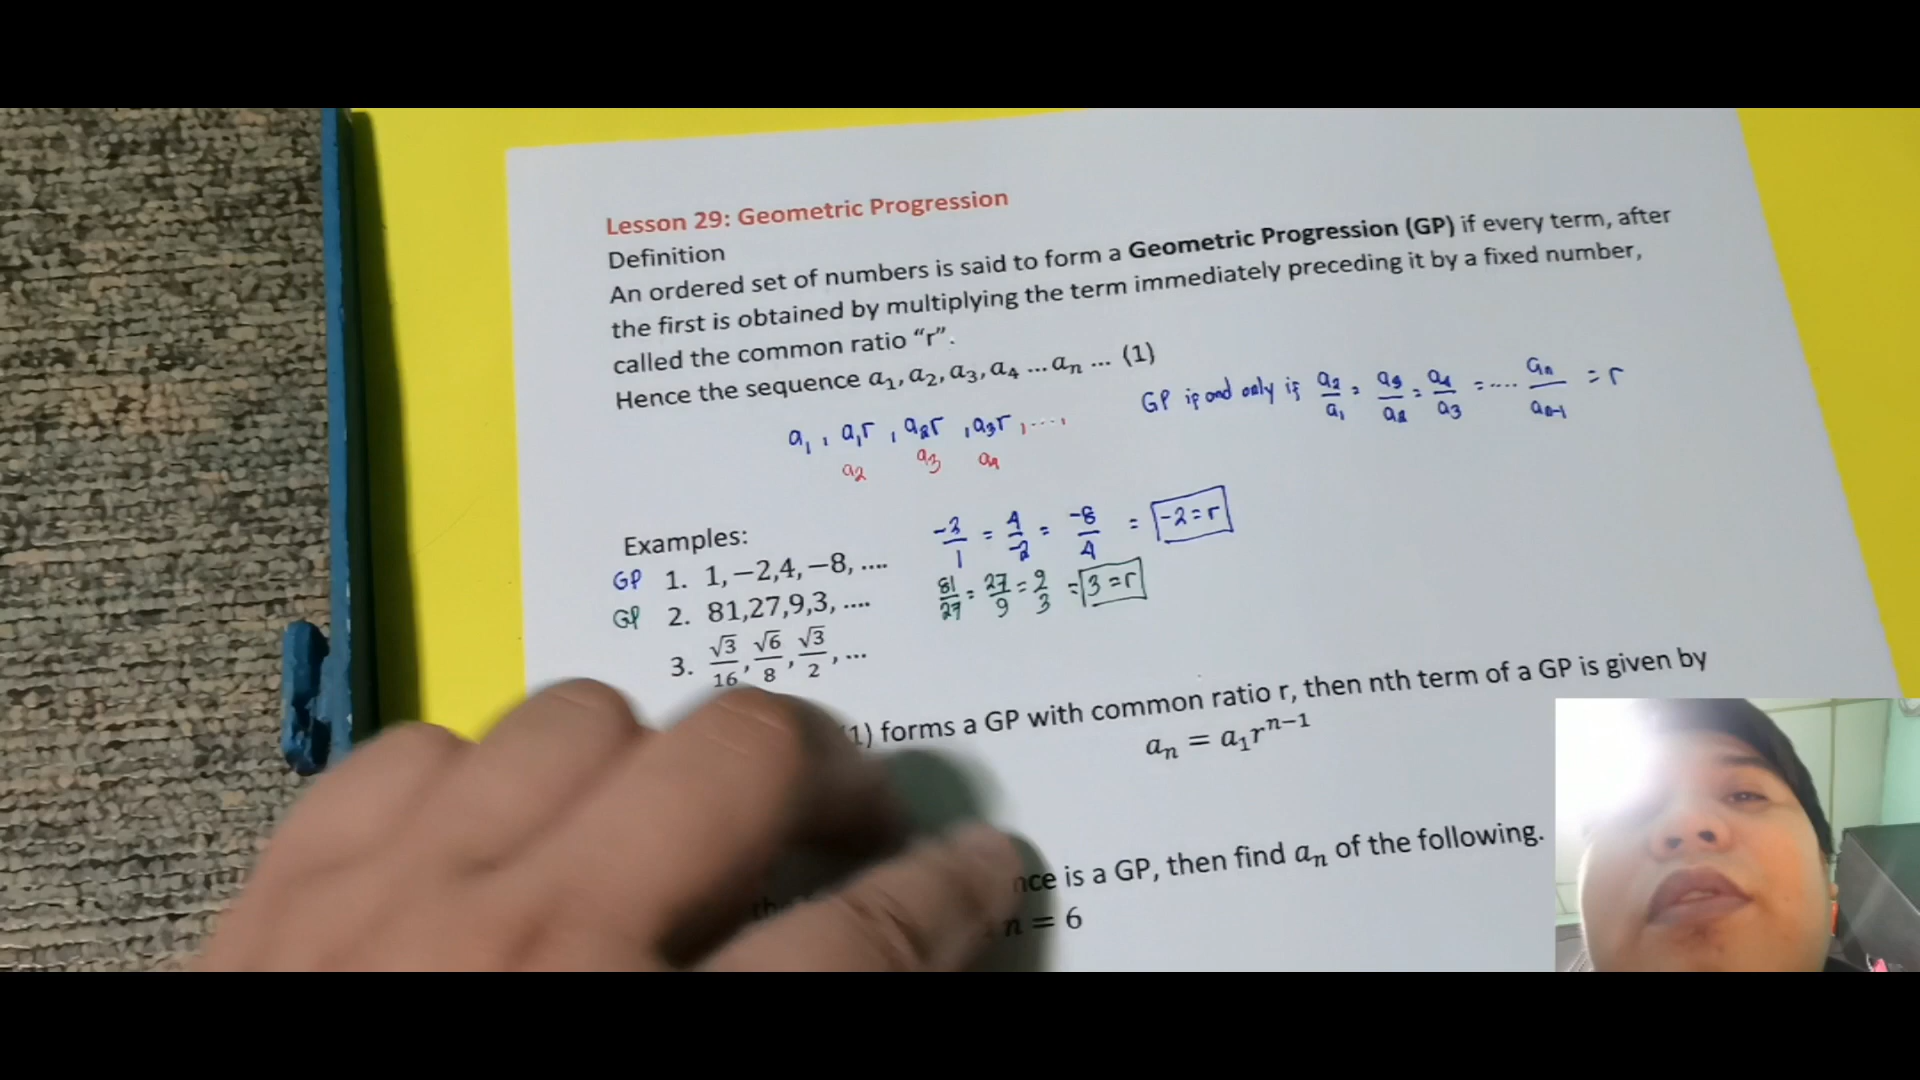 Lesson 29: Geometric Progression
Definition
An ordered set of numbers is said to form a Geometric Progression (GP) if every term, after
the first is obtained by multiplying the term immediately preceding it by a fixed number,
called the common ratio “r”.
Hence the sequence a₁, a₂, a₃, a₄ ... aₙ ... (1)
GP if and only if a₂/a₁ = a₃/a₂ = a₄/a₃ = .... aₙ/aₙ₋₁ = r
a₁, a₁r, a₂r, a₃r, ....
a₂ a₃ a₄
Examples:
GP 1. 1, −2,4, −8, ....
-2/1 = 4/-2 = -8/4 = -2=r
GP 2. 81,27,9,3, ....
81/27 = 27/9 = 9/3 = 3=r
3. √3/16, √6/8, √3/2, ...
(1) forms a GP with common ratio r, then nth term of a GP is given by
aₙ = a₁rⁿ⁻¹
is a GP, then find aₙ of the following.
n = 6